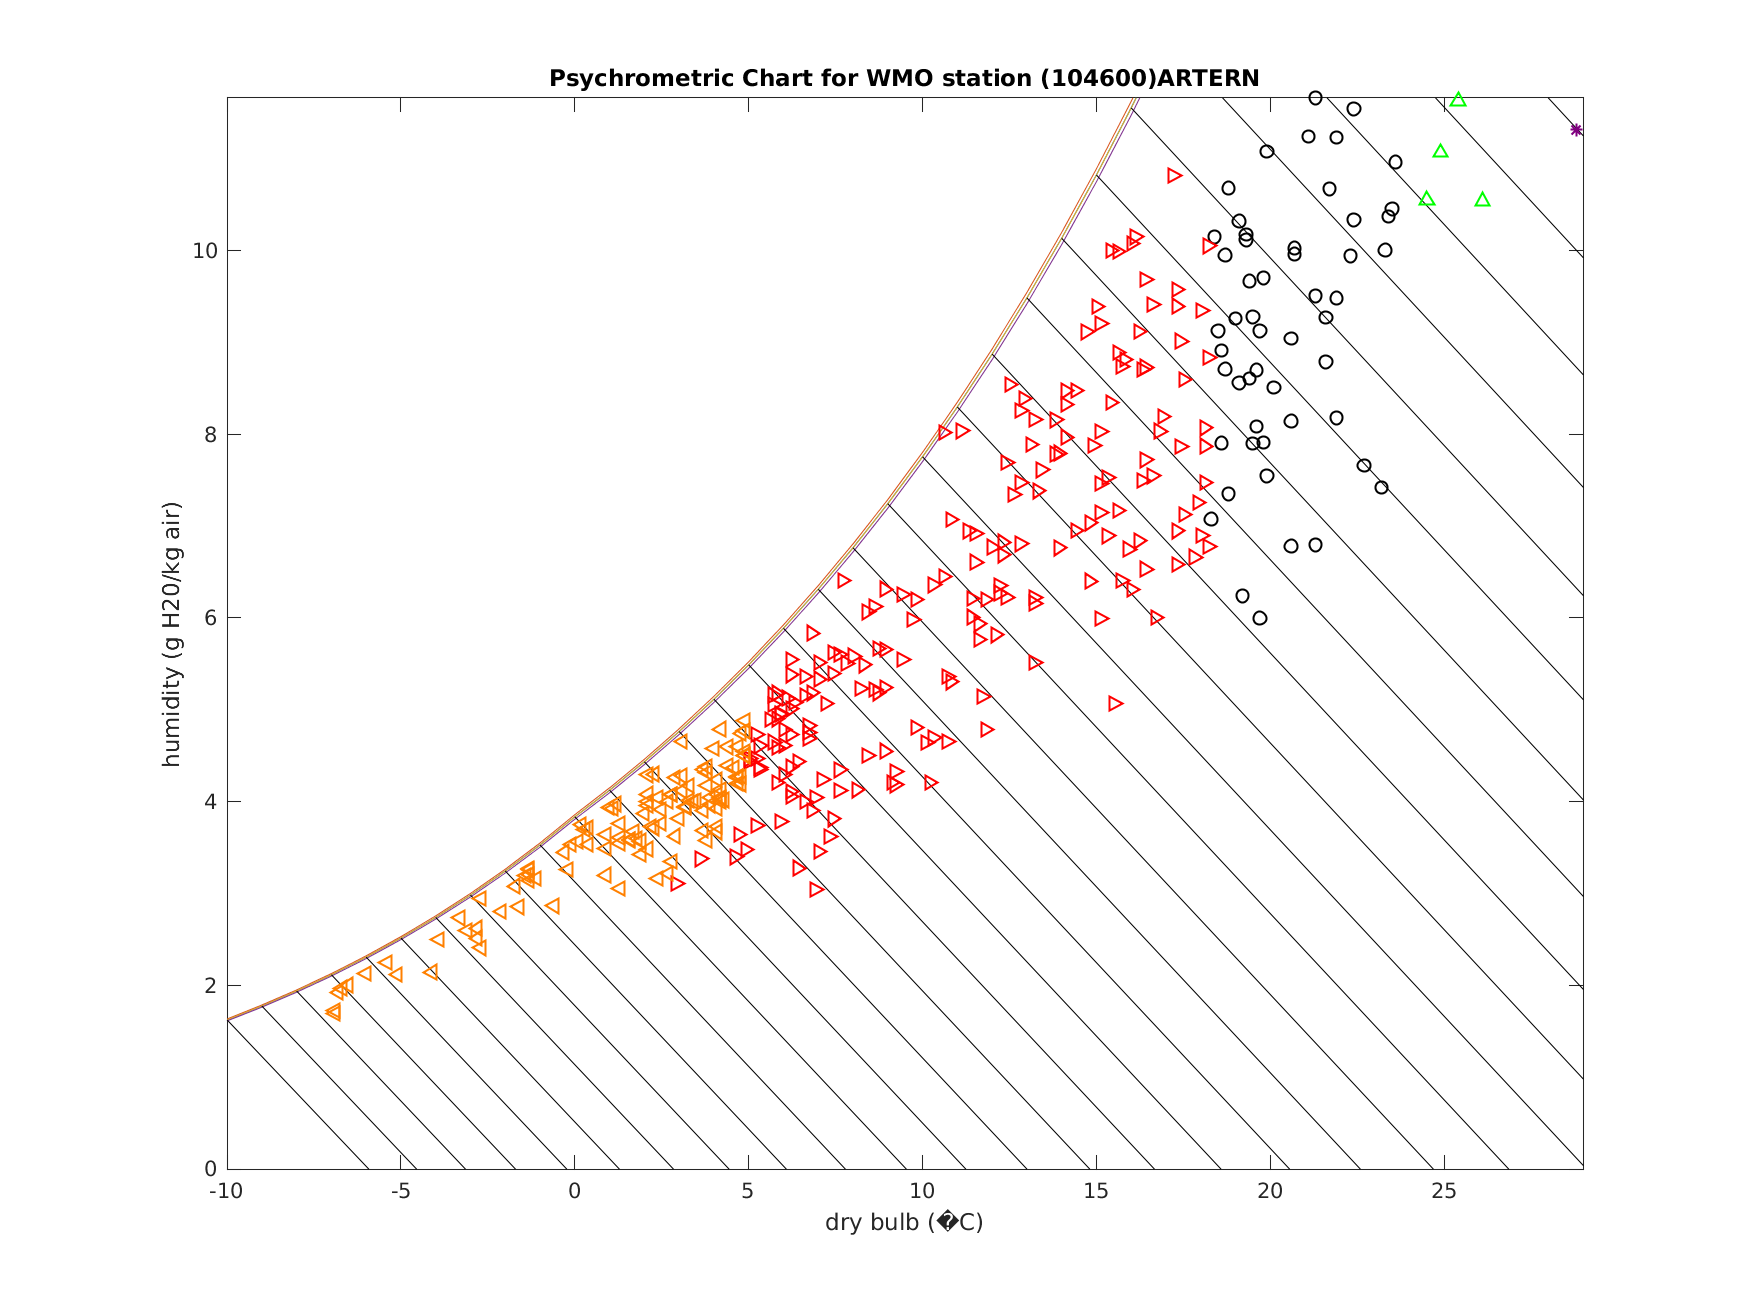 Psychrometric Chart for WMO station (104600)ARTERN
humidity (g H20/kg air)
10
8
6
4
2
0
-10 -5 0 5 10 15 20 25
dry bulb (�C)